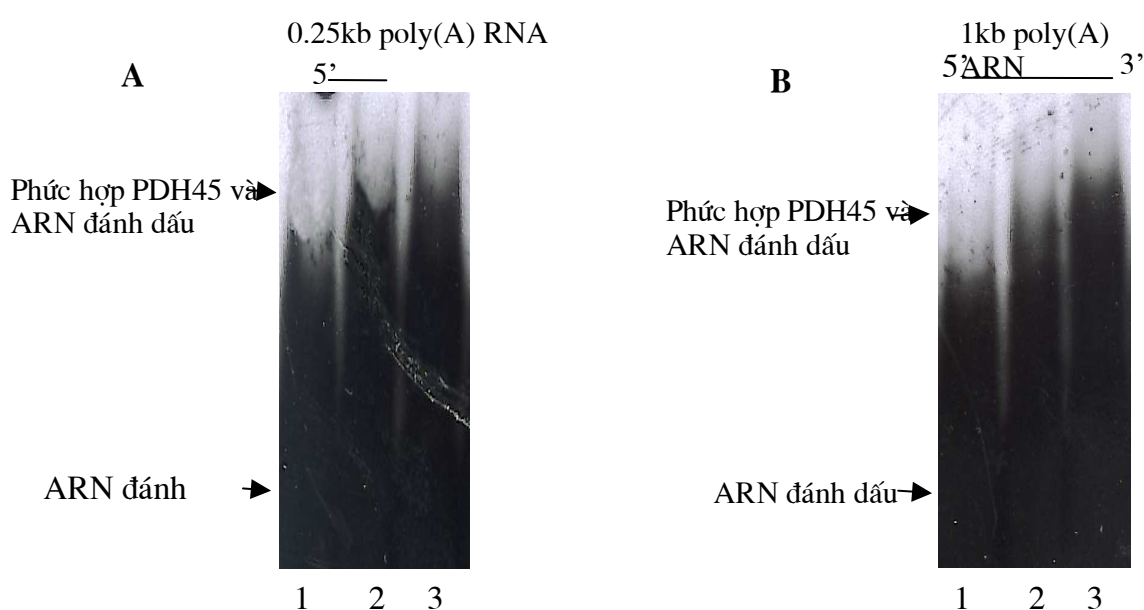 0.25kb poly(A) RNA
A
5’
Phức hợp PDH45 và
ARN đánh dấu
ARN đánh
1 2 3
1kb poly(A)
B
5’ARN 3’
Phức hợp PDH45 và
ARN đánh dấu
ARN đánh dấu
1 2 3